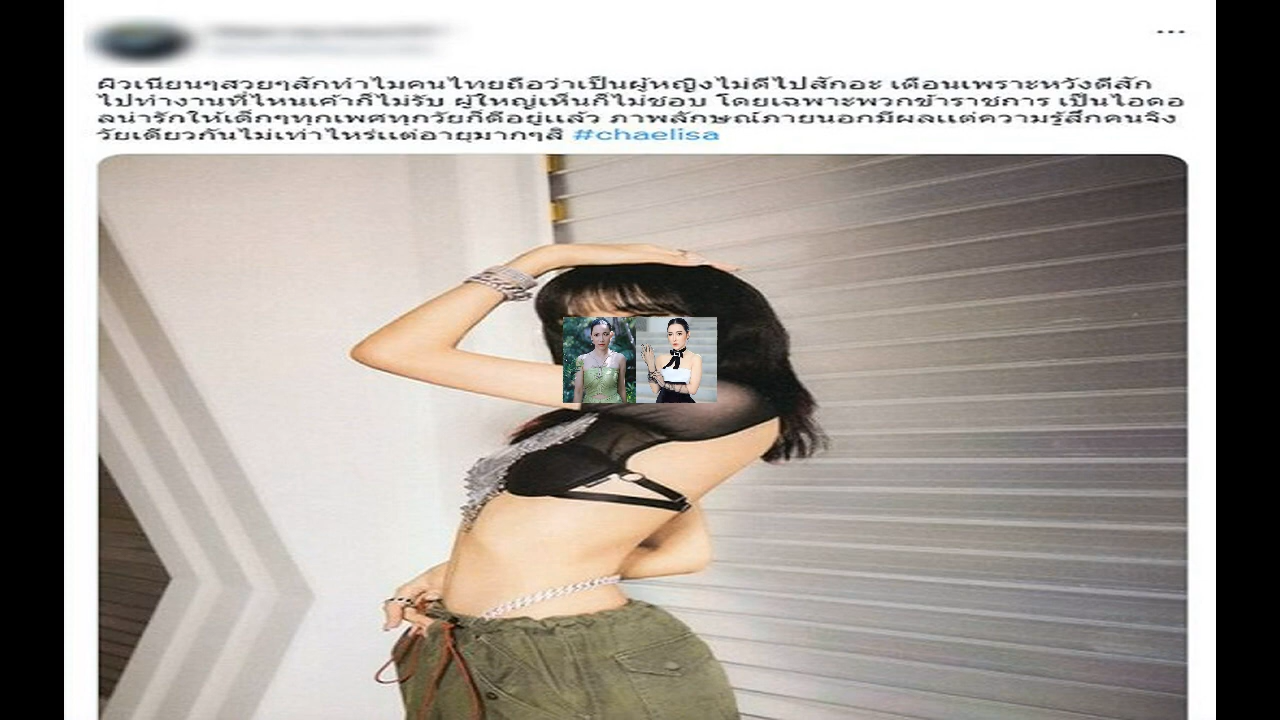 ผิวเนียนๆสวยๆสักทำไมคนไทยถือว่าเป็นผู้หญิงไม่ดีไปสักอะ เตือนเพราะหวังดีสัก
ไปทำงานที่ไหนเค้าก็ไม่รับ ผู้ใหญ่เห็นก็ไม่ชอบ โดยเฉพาะพวกข้าราชการ เป็นไอดอ
ลน่ารักให้เด็กๆทุกเพศทุกวัยก็ดีอยู่แล้ว ภาพลักษณ์ภายนอกมีผลแต่ความรู้สึกคนจิง
วัยเดียวกันไม่เท่าไหร่แต่อายุมากๆสิ #chaelisa